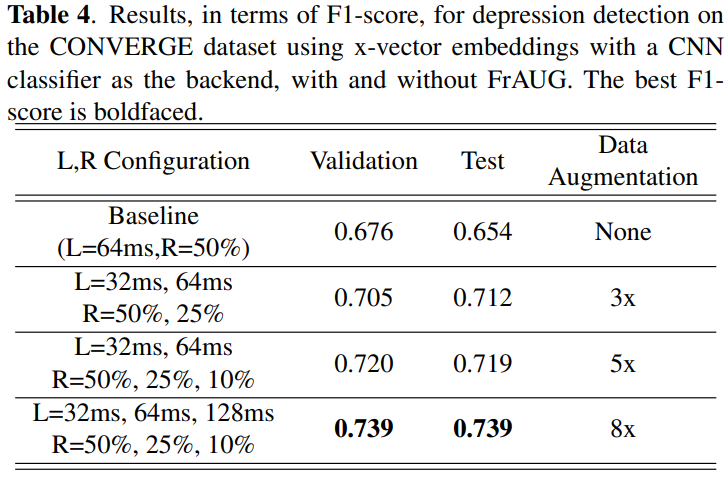 Table 4. Results, in terms of F1-score, for depression detection on
the CONVERGE dataset using x-vector embeddings with a CNN
classifier as the backend, with and without FrAUG. The best F1-
score is boldfaced.
L,R Configuration Validation Test Data Augmentation
Baseline
(L=64ms,R=50%) 0.676 0.654 None
L=32ms, 64ms
R=50%, 25% 0.705 0.712 3x
L=32ms, 64ms
R=50%, 25%, 10% 0.720 0.719 5x
L=32ms, 64ms, 128ms
R=50%, 25%, 10% 0.739 0.739 8x